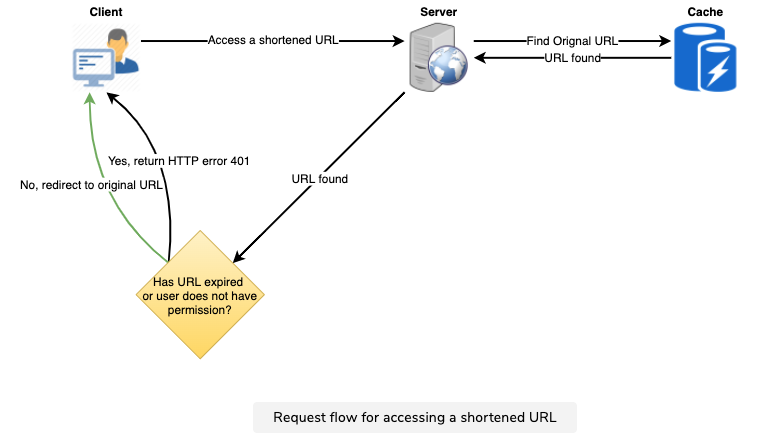 Client
Server
Cache
Access a shortened URL
Find Orignal URL
URL found
Yes, return HTTP error 401
No, redirect to original URL
URL found
Has URL expired
or user does not have
permission?
Request flow for accessing a shortened URL